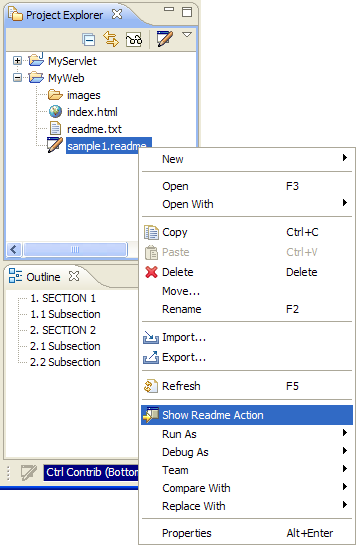 Project Explorer
MyServlet
MyWeb
images
index.html
readme.txt
sample1.readme
New
Open F3
Open With
Copy Ctrl+C
Paste Ctrl+V
Delete Delete
Move...
Rename F2
Import...
Export...
Refresh F5
Show Readme Action
Run As
Debug As
Team
Compare With
Replace With
Properties Alt+Enter
Outline
1. SECTION 1
1.1 Subsection
2. SECTION 2
2.1 Subsection
2.2 Subsection
Ctrl Contrib (Bottom